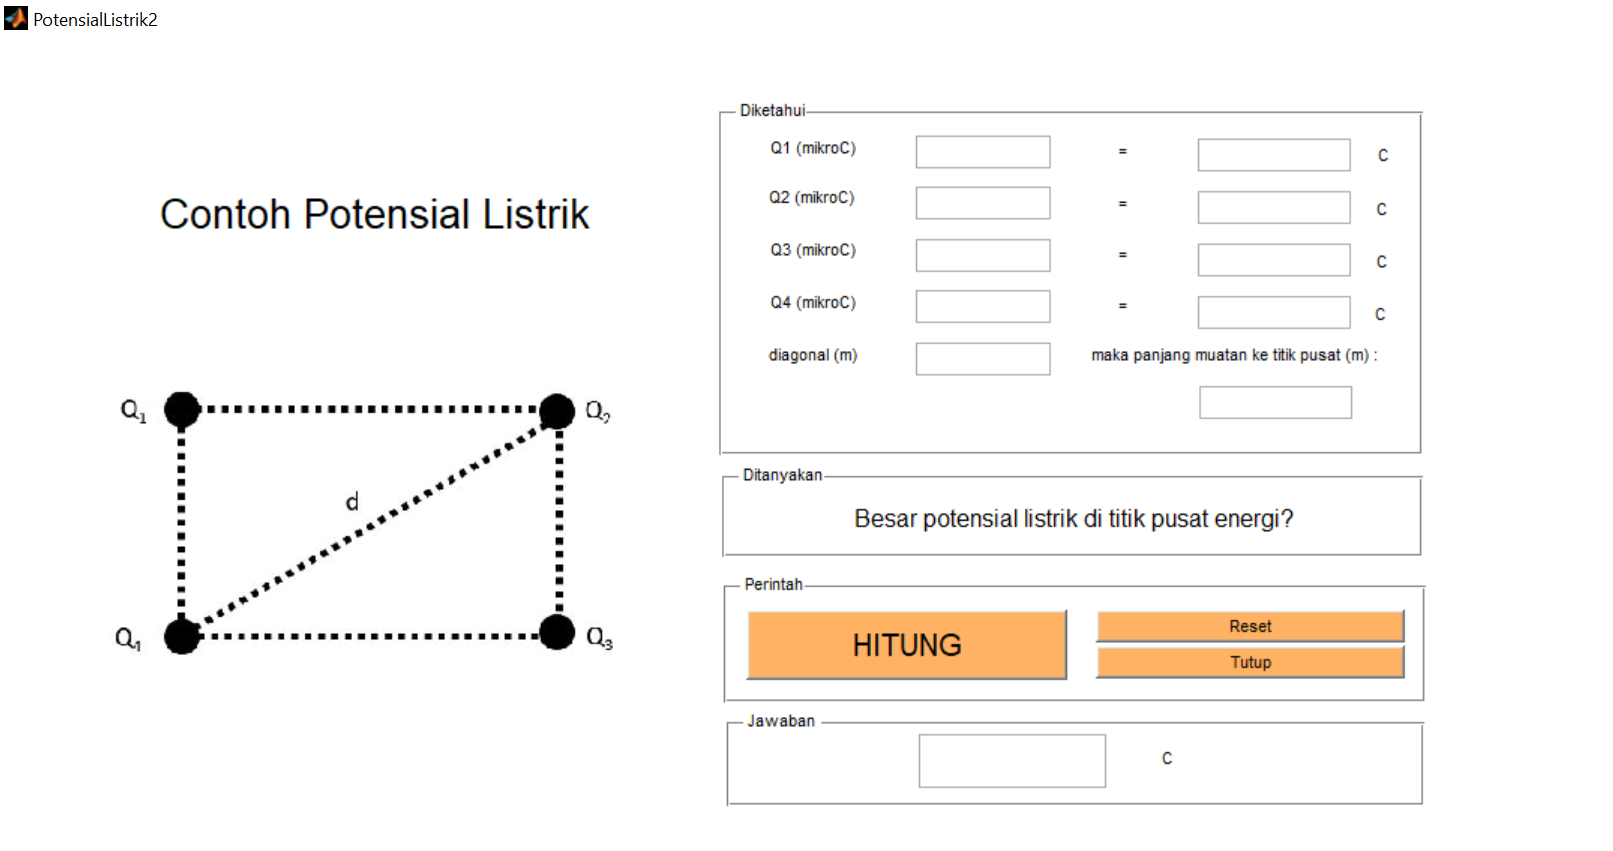 PotensialListrik2
Contoh Potensial Listrik
Q1
Q2
d
Q1
Q3
Diketahui
Q1 (mikroC) = C
Q2 (mikroC) = C
Q3 (mikroC) = C
Q4 (mikroC) = C
diagonal (m) maka panjang muatan ke titik pusat (m) :
Ditanyakan
Besar potensial listrik di titik pusat energi?
Perintah
HITUNG
Reset
Tutup
Jawaban
C